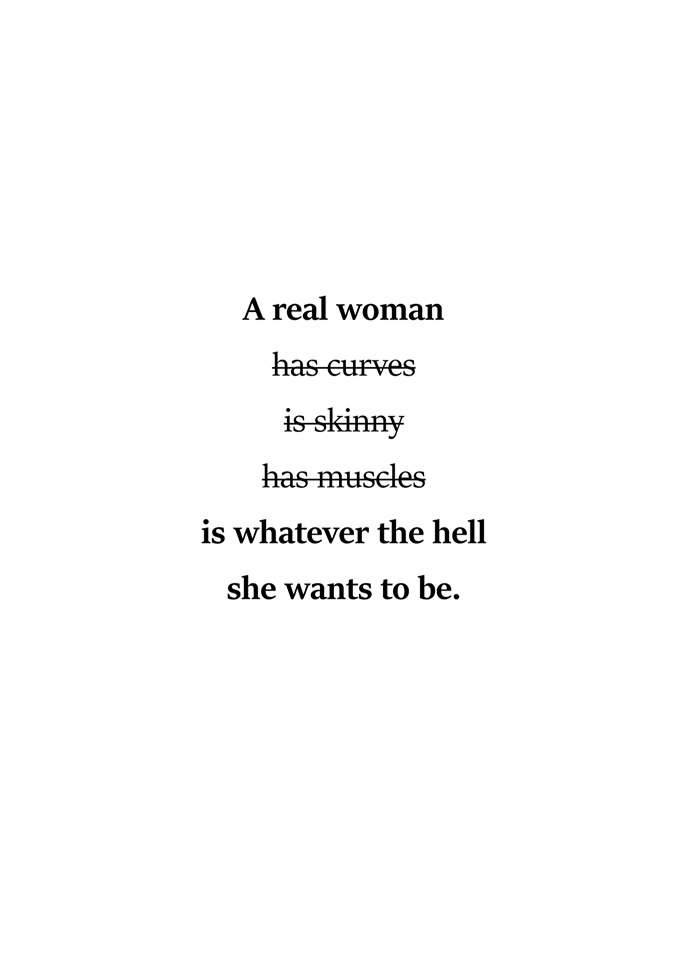 A real woman
has curves
is skinny
has muscles
is whatever the hell
she wants to be.